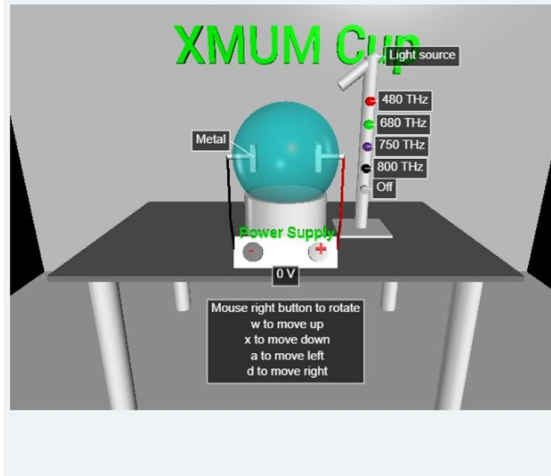 XMUM Cup
Light source
480 THz
680 THz
Metal
750 THz
800 THz
Off
Power Supply
- +
0 V
Mouse right button to rotate
w to move up
x to move down
a to move left
d to move right